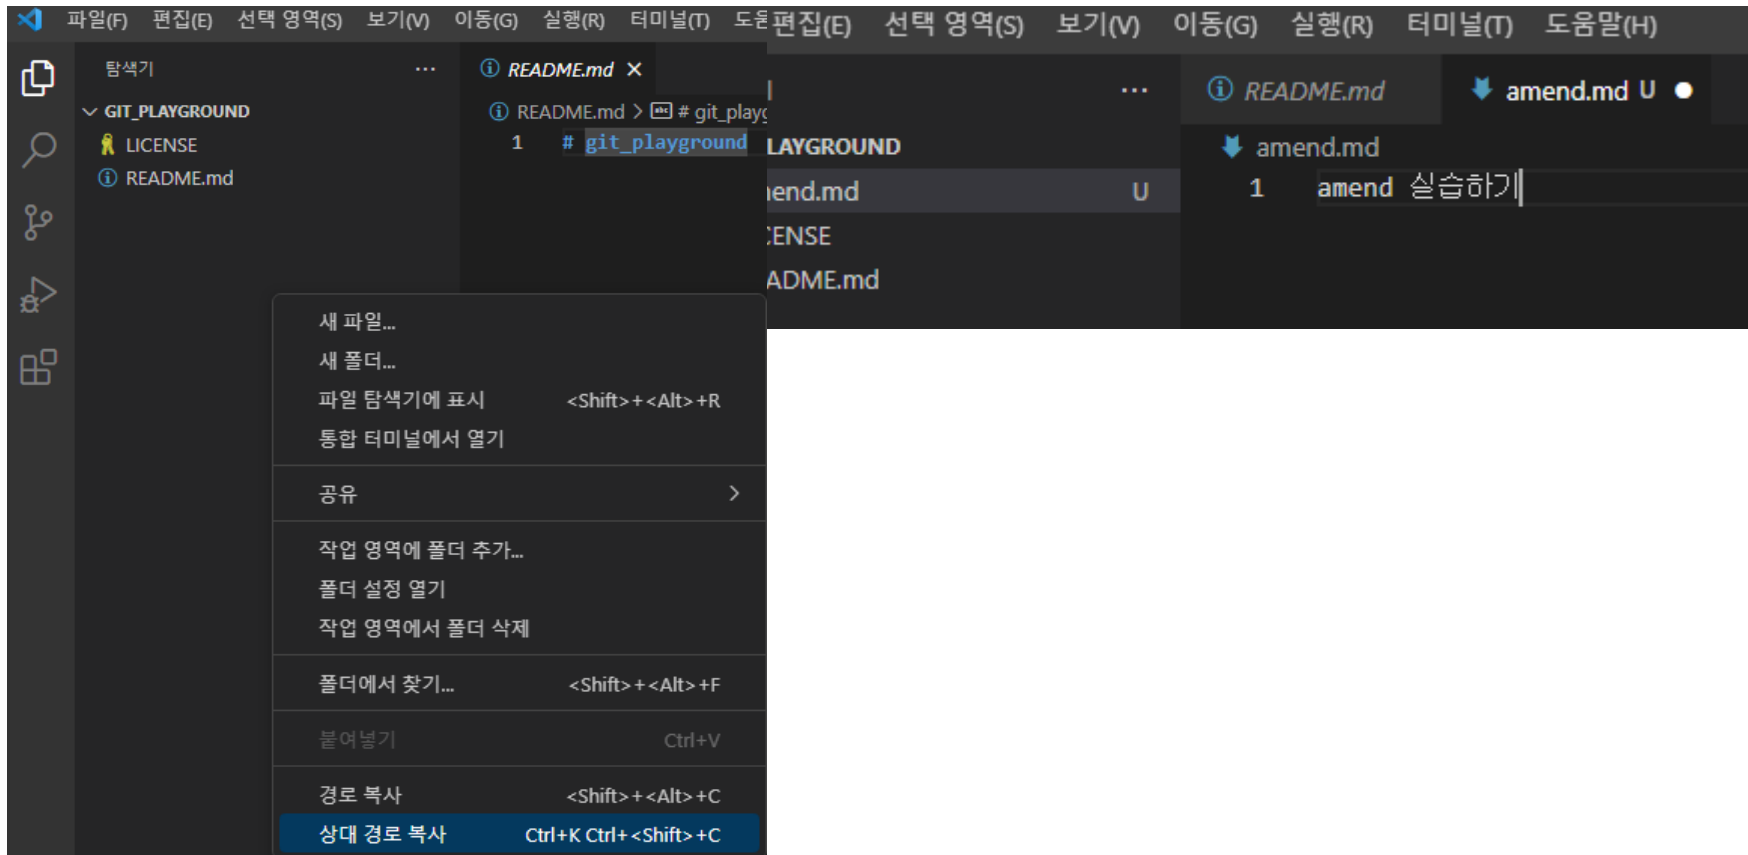 파일(F) 편집(E) 선택 영역(S) 보기(V) 이동(G) 실행(R) 터미널(T) 도움
탐색기 ···
README.md ×
GIT_PLAYGROUND
README.md > # git_playg
LICENSE
1 # git_playground
README.md
새 파일...
새 폴더...
파일 탐색기에 표시 <Shift>+<Alt>+R
통합 터미널에서 열기
공유 >
작업 영역에 폴더 추가...
폴더 설정 열기
작업 영역에서 폴더 삭제
폴더에서 찾기... <Shift>+<Alt>+F
붙여넣기 Ctrl+V
경로 복사 <Shift>+<Alt>+C
상대 경로 복사 Ctrl+K Ctrl+<Shift>+C
편집(E) 선택 영역(S) 보기(V) 이동(G) 실행(R) 터미널(T) 도움말(H)
···
README.md
amend.md U ●
LAYGROUND
amend.md
end.md U
1 amend 실습하기
CENSE
ADME.md